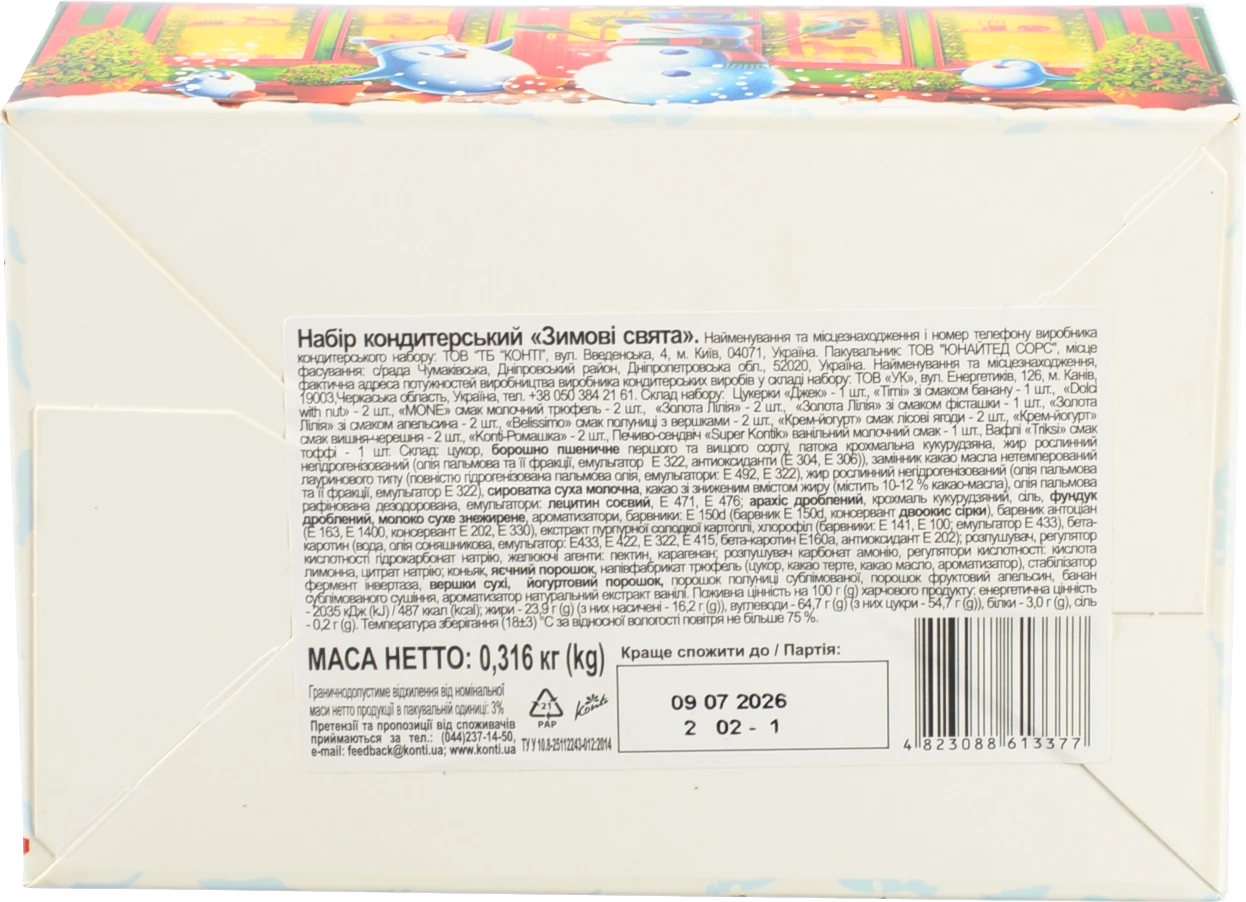 Набір кондитерський «Зимові свята». Найменування та місцезнаходження і номер телефону виробника
кондитерського набору: ТОВ "ТБ "КОНТІ", вул. Введенська, 4, м. Київ, 04071, Україна. Пакувальник: ТОВ "ЮНАЙТЕД СОРС", місце
фасування: с/рада Чумаківська, Дніпровський район, Дніпропетровська обл., 52020, Україна. Найменування та місцезнаходження,
фактична адреса потужностей виробництва виробника кондитерських виробів у складі набору: ТОВ «УК», вул. Енергетиків, 126, м. Канів,
19003,Черкаська область, Україна, тел. +38 050 384 21 61. Склад набору: Цукерки «Джек» - 1 шт., «Timi» зі смаком банану - 1 шт., «Dolci
with nut» - 2 шт., «MONE» смак молочний трюфель - 2 шт., «Золота Лілія» - 2 шт., «Золота Лілія» зі смаком фісташки - 1 шт., «Золота
Лілія» зі смаком апельсина - 2 шт., «Belissimo» смак полуниці з вершками - 2 шт., «Крем-йогурт» смак лісові ягоди - 2 шт., «Крем-йогурт»
смак вишня-черешня - 2 шт., «Konti-Ромашка» - 2 шт., Печиво-сендвіч «Super Kontik» ванільний молочний смак - 1 шт., Вафлі «Triksi» смак
тоффі - 1 шт. Склад: цукор, борошно пшеничне першого та вищого сорту, патока крохмальна кукурудзяна, жир рослинний
негідрогенізований (олія пальмова та її фракції, емульгатор Е 322, антиоксиданти (Е 304, Е 306)), замінник какао масла нетемперований
лауринового типу (повністю гідрогенізована пальмова олія, емульгатори: Е 492, Е 322), жир рослинний негідрогенізований (олія пальмова
та її фракції, емульгатор Е 322), сироватка суха молочна, какао зі зниженим вмістом жиру (містить 10-12 % какао-масла), олія пальмова
рафінована дезодорована, емульгатори: лецитин соєвий, Е 471, Е 476; арахіс дроблений, крохмаль кукурудзяний, сіль, фундук
дроблений, молоко сухе знежирене, ароматизатори, барвники: Е 150d (барвник Е 150d, консервант двоокис сірки), барвник антоціан
(Е 163, Е 1400, консервант Е 202, Е 330), екстракт пурпурної солодкої картоплі, хлорофіл (барвники: Е 141, Е 100; емульгатор Е 433), бета-
каротин (вода, олія соняшникова, емульгатор: Е433, Е 422, Е 322, Е 415, бета-каротин Е160а, антиоксидант Е 202); розпушувач, регулятор
кислотності гідрокарбонат натрію, желюючі агенти: пектин, карагенан; розпушувач карбонат амонію, регулятори кислотності: кислота
лимонна, цитрат натрію; коньяк, яєчний порошок, напівфабрикат трюфель (цукор, какао терте, какао масло, ароматизатор), стабілізатор
фермент інвертаза, вершки сухі, йогуртовий порошок, порошок полуниці сублімованої, порошок фруктовий апельсин, банан
сублімованого сушіння, ароматизатор натуральний екстракт ванілі. Поживна цінність на 100 г (g) харчового продукту: енергетична цінність
- 2035 кДж (kJ) / 487 ккал (kcal); жири - 23,9 г (g) (з них насичені - 16,2 г (g)), вуглеводи - 64,7 г (g) (з них цукри - 54,7 г (g)), білки - 3,0 г (g), сіль
- 0,2 г (g). Температура зберігання (18±3) °С за відносної вологості повітря не більше 75 %.
МАСА НЕТТО: 0,316 кг (kg)
Граничнодопустиме відхилення від номінальної
маси нетто продукції в пакувальній одиниці: 3%
Претензії та пропозиції від споживачів
приймаються за тел.: (044)237-14-50,
e-mail: feedback@konti.ua; www.konti.ua
21
PAP
Konti
ТУ У 10.8-25112243-012:2014
Краще спожити до / Партія:
09 07 2026
2 02 - 1
4 823088 613377